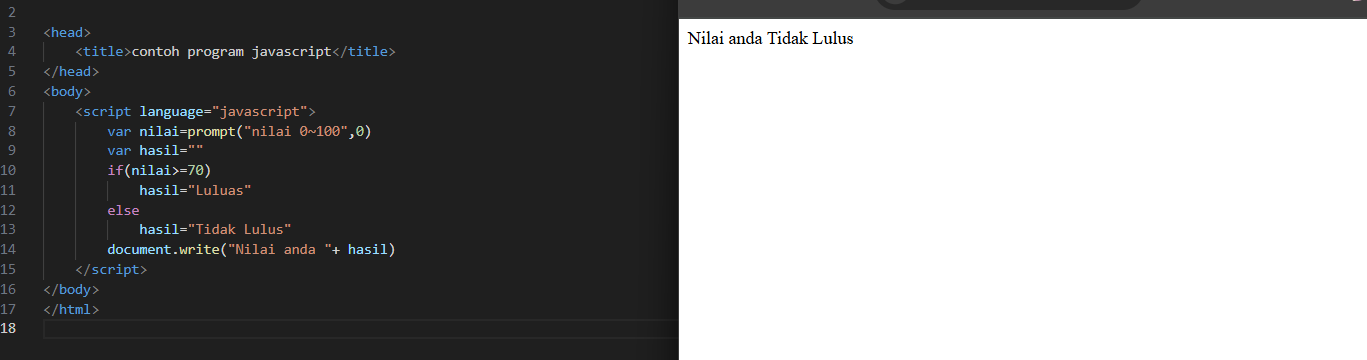 2
3 <head>
4 <title>contoh program javascript</title>
5 </head>
6 <body>
7 <script language="javascript">
8 var nilai=prompt("nilai 0~100",0)
9 var hasil=""
10 if(nilai>=70)
11 hasil="Luluas"
12 else
13 hasil="Tidak Lulus"
14 document.write("Nilai anda "+ hasil)
15 </script>
16 </body>
17 </html>
18
Nilai anda Tidak Lulus